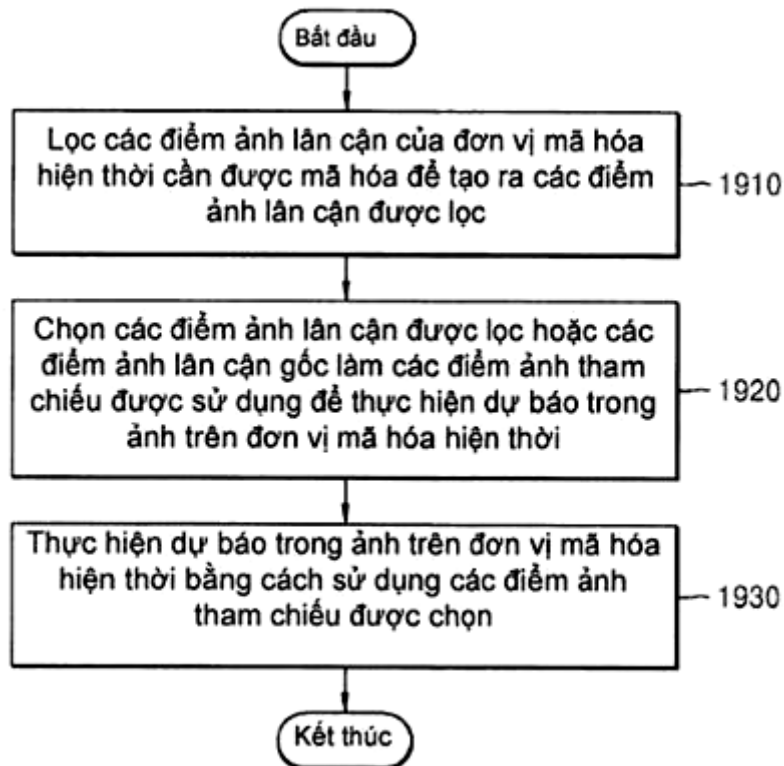 Bắt đầu
Lọc các điểm ảnh lân cận của đơn vị mã hóa
hiện thời cần được mã hóa để tạo ra các điểm
ảnh lân cận được lọc
1910
Chọn các điểm ảnh lân cận được lọc hoặc các
điểm ảnh lân cận gốc làm các điểm ảnh tham
chiếu được sử dụng để thực hiện dự báo trong
ảnh trên đơn vị mã hóa hiện thời
1920
Thực hiện dự báo trong ảnh trên đơn vị mã hóa
hiện thời bằng cách sử dụng các điểm ảnh
tham chiếu được chọn
1930
Kết thúc